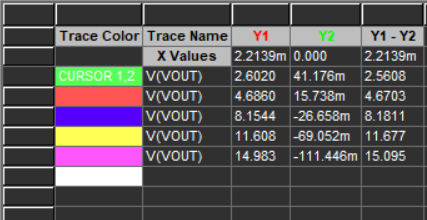 Trace Color Trace Name Y1 Y2 Y1 - Y2
X Values 2.2139m 0.000 2.2139m
CURSOR 1,2 V(VOUT) 2.6020 41.176m 2.5608
V(VOUT) 4.6860 15.738m 4.6703
V(VOUT) 8.1544 -26.658m 8.1811
V(VOUT) 11.608 -69.052m 11.677
V(VOUT) 14.983 -111.446m 15.095